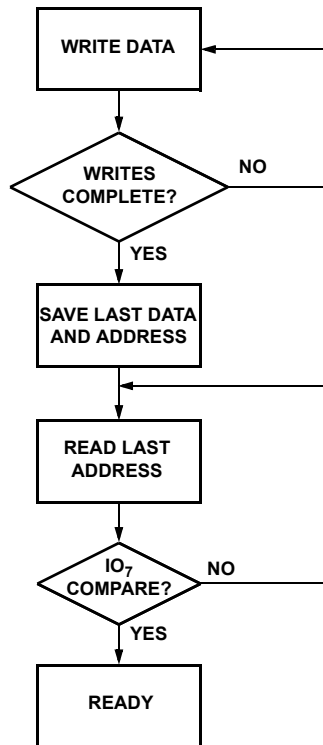 WRITE DATA
WRITES
COMPLETE?
NO
YES
SAVE LAST DATA
AND ADDRESS
READ LAST
ADDRESS
IO7
COMPARE?
NO
YES
READY